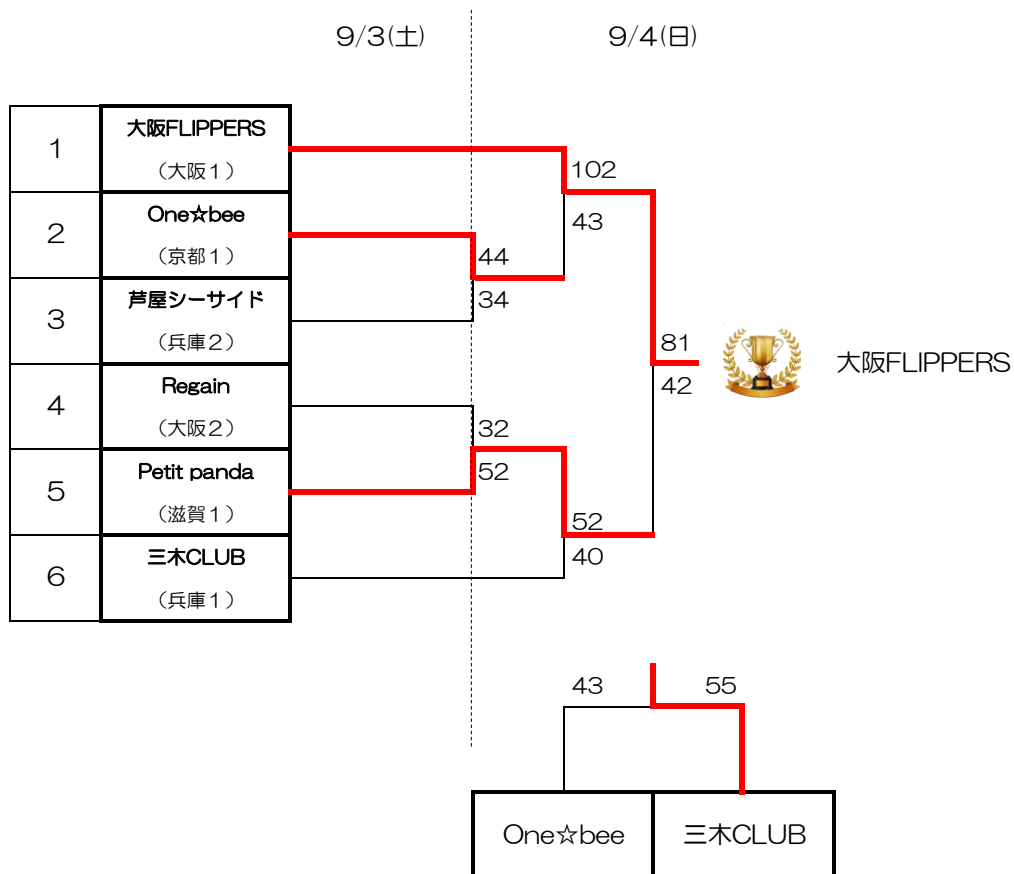 9/3(土)
9/4(日)
1
大阪FLIPPERS
（大阪１）
102
2
One☆bee
（京都１）
43
44
3
芦屋シーサイド
34
（兵庫２）
81
大阪FLIPPERS
4
Regain
42
（大阪２）
32
5
Petit panda
52
（滋賀１）
52
6
三木CLUB
40
（兵庫１）
43
55
One☆bee
三木CLUB